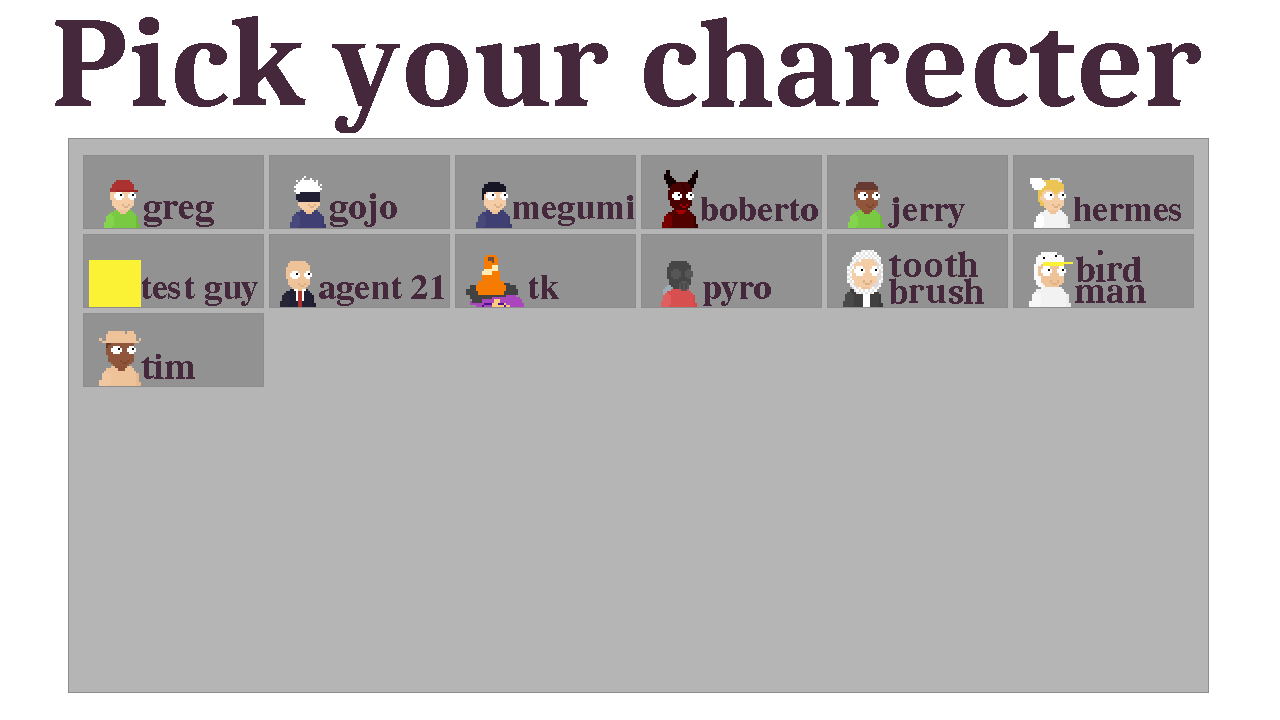 Pick your charecter
greg
gojo
megumi
boberto
jerry
hermes
test guy
agent 21
tk
pyro
tooth
brush
bird
man
tim